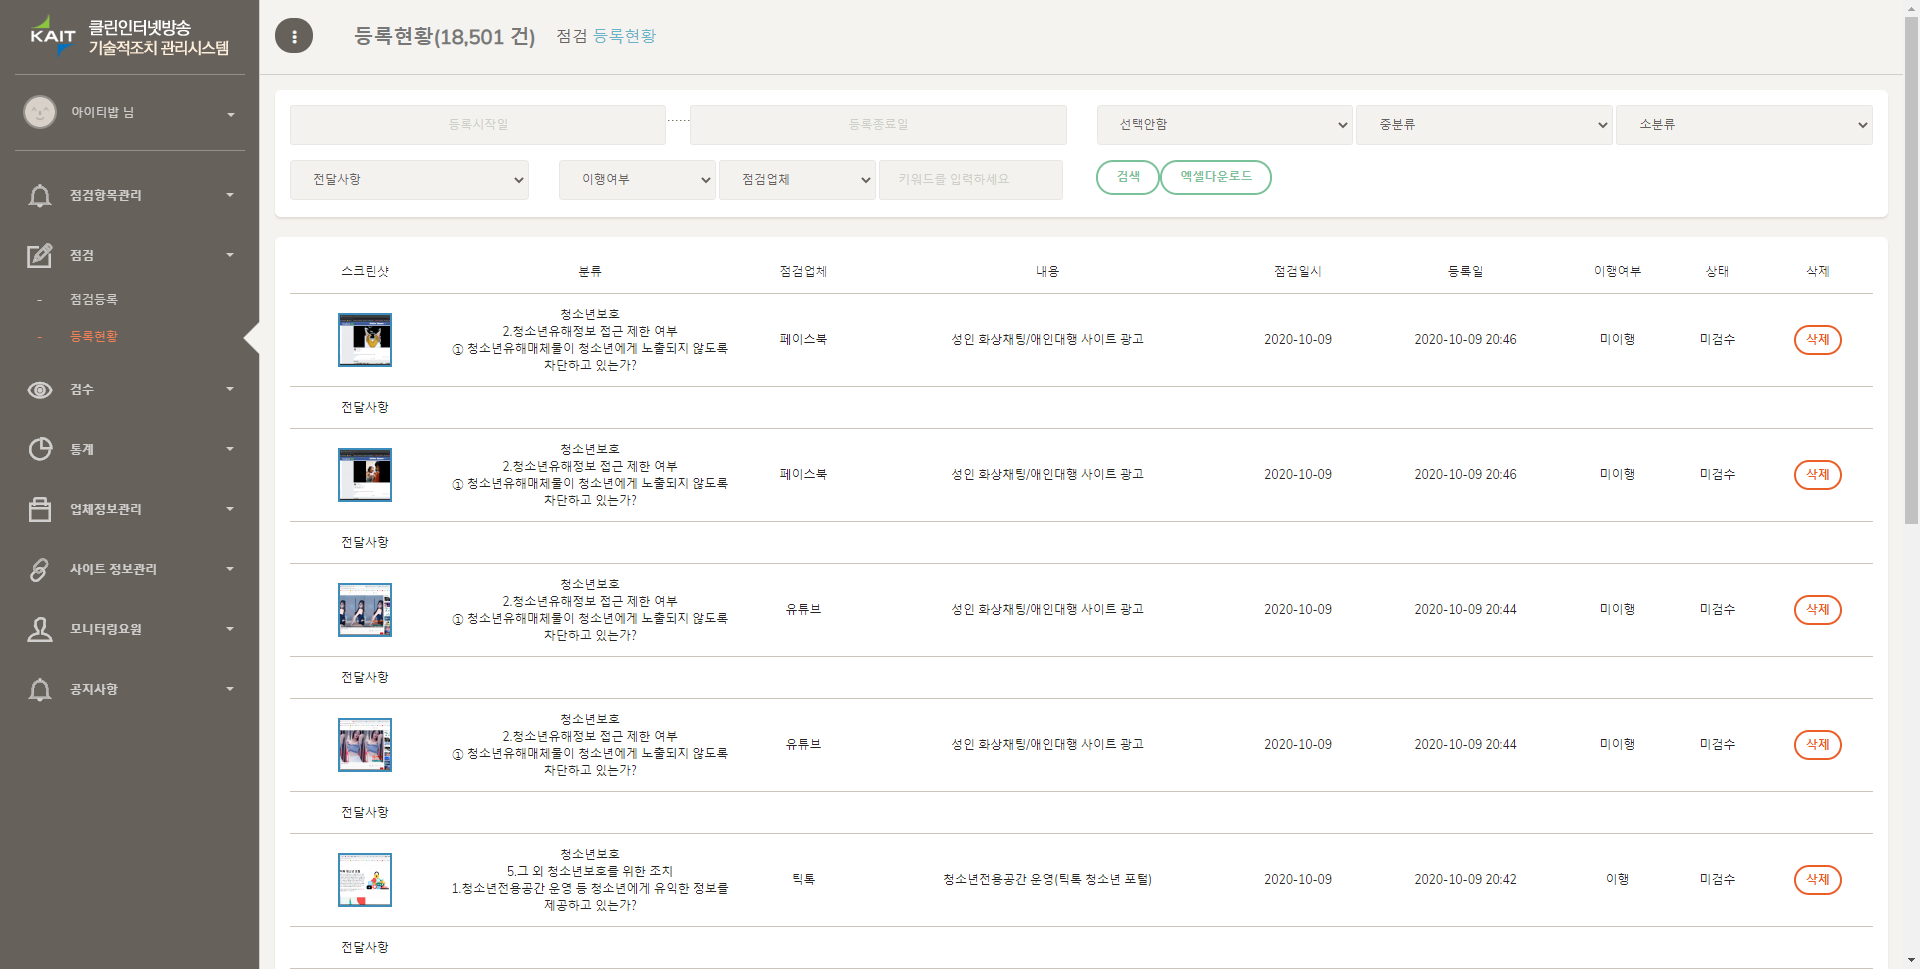 KAIT 클린인터넷방송
기술적조치 관리시스템
아이티밥 님
점검항목관리
점검
- 점검등록
- 등록현황
검수
통계
업체정보관리
사이트 정보관리
모니터링요원
공지사항
등록현황(18,501 건) 점검 등록현황
등록시작일 등록종료일 선택안함 중분류 소분류
전달사항 이행여부 점검업체 키워드를 입력하세요 검색 엑셀다운로드
스크린샷 분류 점검업체 내용 점검일시 등록일 이행여부 상태 삭제
청소년보호
2.청소년유해정보 접근 제한 여부
① 청소년유해매체물이 청소년에게 노출되지 않도록
차단하고 있는가?
페이스북 성인 화상채팅/애인대행 사이트 광고 2020-10-09 2020-10-09 20:46 미이행 미검수 삭제
전달사항
청소년보호
2.청소년유해정보 접근 제한 여부
① 청소년유해매체물이 청소년에게 노출되지 않도록
차단하고 있는가?
페이스북 성인 화상채팅/애인대행 사이트 광고 2020-10-09 2020-10-09 20:46 미이행 미검수 삭제
전달사항
청소년보호
2.청소년유해정보 접근 제한 여부
① 청소년유해매체물이 청소년에게 노출되지 않도록
차단하고 있는가?
유튜브 성인 화상채팅/애인대행 사이트 광고 2020-10-09 2020-10-09 20:44 미이행 미검수 삭제
전달사항
청소년보호
2.청소년유해정보 접근 제한 여부
① 청소년유해매체물이 청소년에게 노출되지 않도록
차단하고 있는가?
유튜브 성인 화상채팅/애인대행 사이트 광고 2020-10-09 2020-10-09 20:44 미이행 미검수 삭제
전달사항
청소년보호
5.그 외 청소년보호를 위한 조치
1.청소년전용공간 운영 등 청소년에게 유익한 정보를
제공하고 있는가?
틱톡 청소년전용공간 운영(틱톡 청소년 포털) 2020-10-09 2020-10-09 20:42 이행 미검수 삭제
전달사항